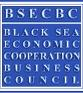 BSECBC
BLACK SEA
ECONOMIC
COOPERATION
BUSINESS
COUNCIL